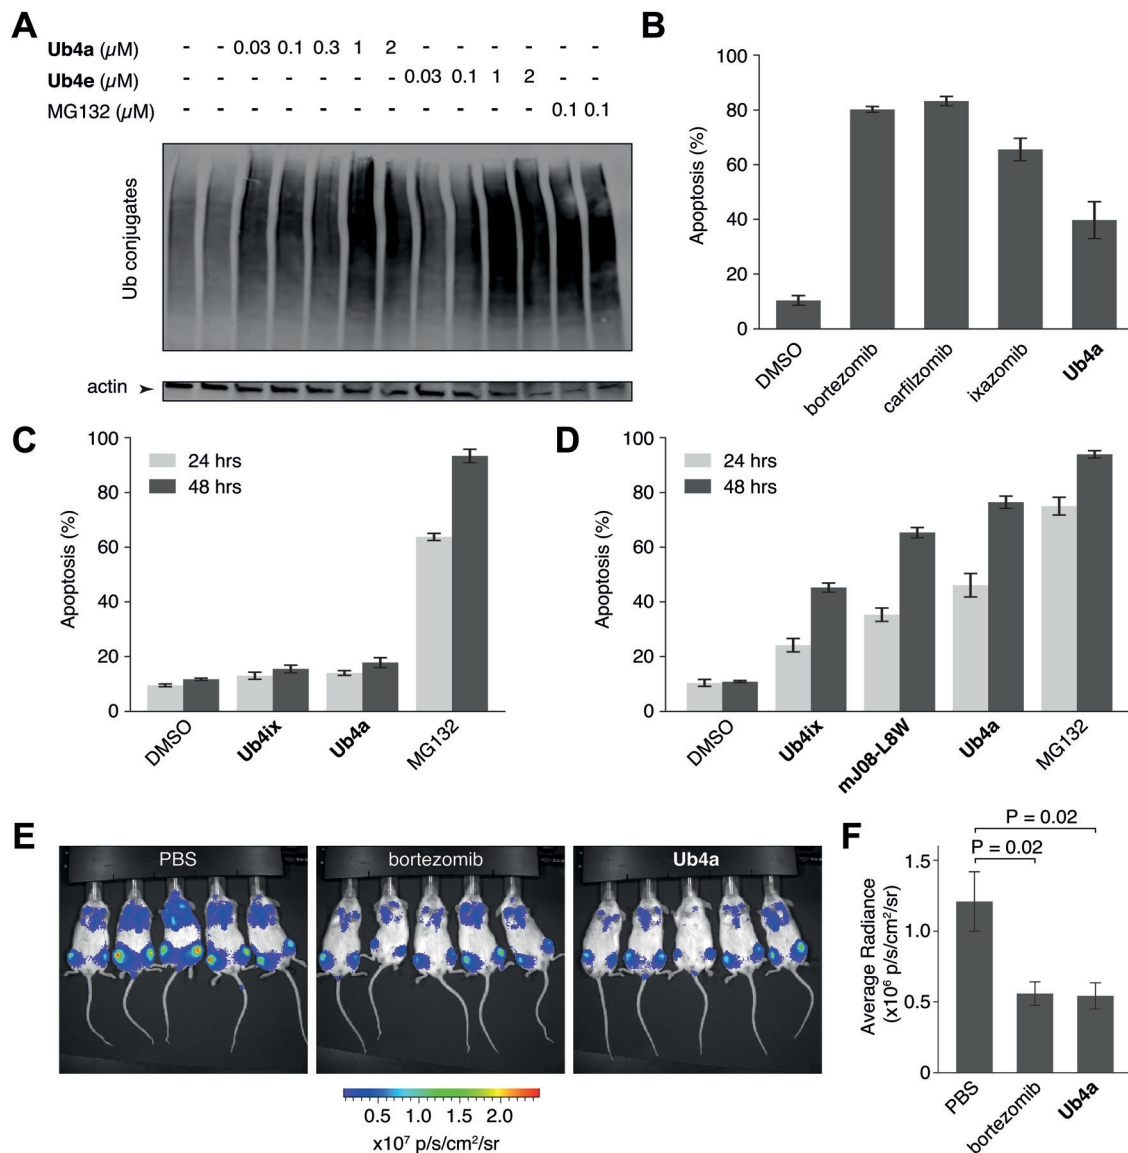 A
Ub4a (µM) - - 0.03 0.1 0.3 1 2 - - - - - -
Ub4e (µM) - - - - - - - 0.03 0.1 1 2 - -
MG132 (µM) - - - - - - - - - - - 0.1 0.1
Ub conjugates
actin
B
Apoptosis (%)
100
80
60
40
20
0
DMSO
bortezomib
carfilzomib
ixazomib
Ub4a
C
Apoptosis (%)
100
80
60
40
20
0
24 hrs
48 hrs
DMSO
Ub4ix
Ub4a
MG132
D
Apoptosis (%)
100
80
60
40
20
0
24 hrs
48 hrs
DMSO
Ub4ix
mJ08-L8W
Ub4a
MG132
E
PBS
bortezomib
Ub4a
0.5 1.0 1.5 2.0
x10⁷ p/s/cm²/sr
F
P = 0.02
P = 0.02
Average Radiance
(x10⁶ p/s/cm²/sr)
1.5
1.0
0.5
0
PBS
bortezomib
Ub4a